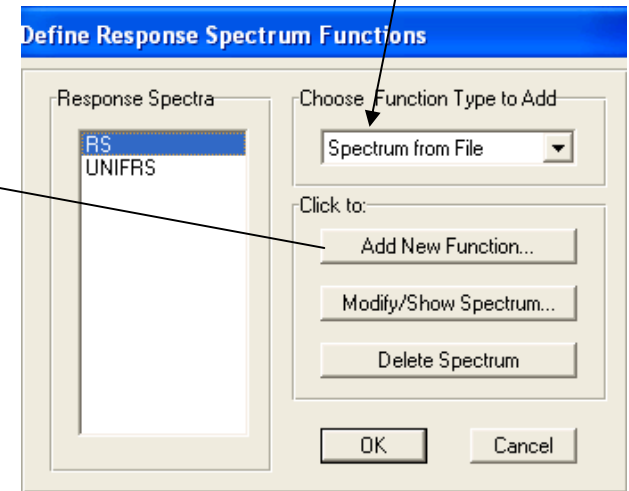 Define Response Spectrum Functions
Response Spectra
RS
UNIFRS
Choose Function Type to Add
Spectrum from File
Click to:
Add New Function...
Modify/Show Spectrum...
Delete Spectrum
OK
Cancel